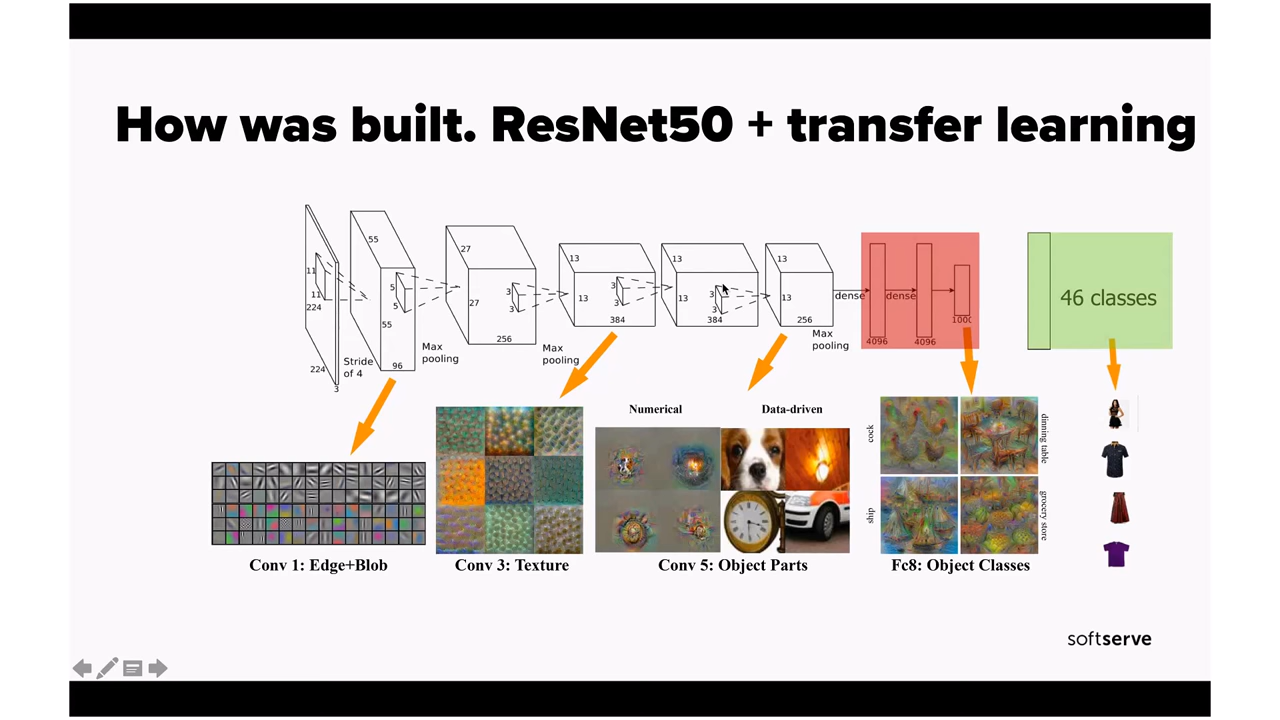 How was built. ResNet50 + transfer learning
11
11
224
224
3
Stride
of 4
55
5
5
55
96
Max
pooling
27
27
3
3
256
Max
pooling
13
13
3
3
384
13
13
3
3
384
13
13
256
Max
pooling
dense
4096
dense
4096
1000
46 classes
Numerical
Data-driven
cock
ship
dinning table
grocery store
Conv 1: Edge+Blob
Conv 3: Texture
Conv 5: Object Parts
Fc8: Object Classes
softserve